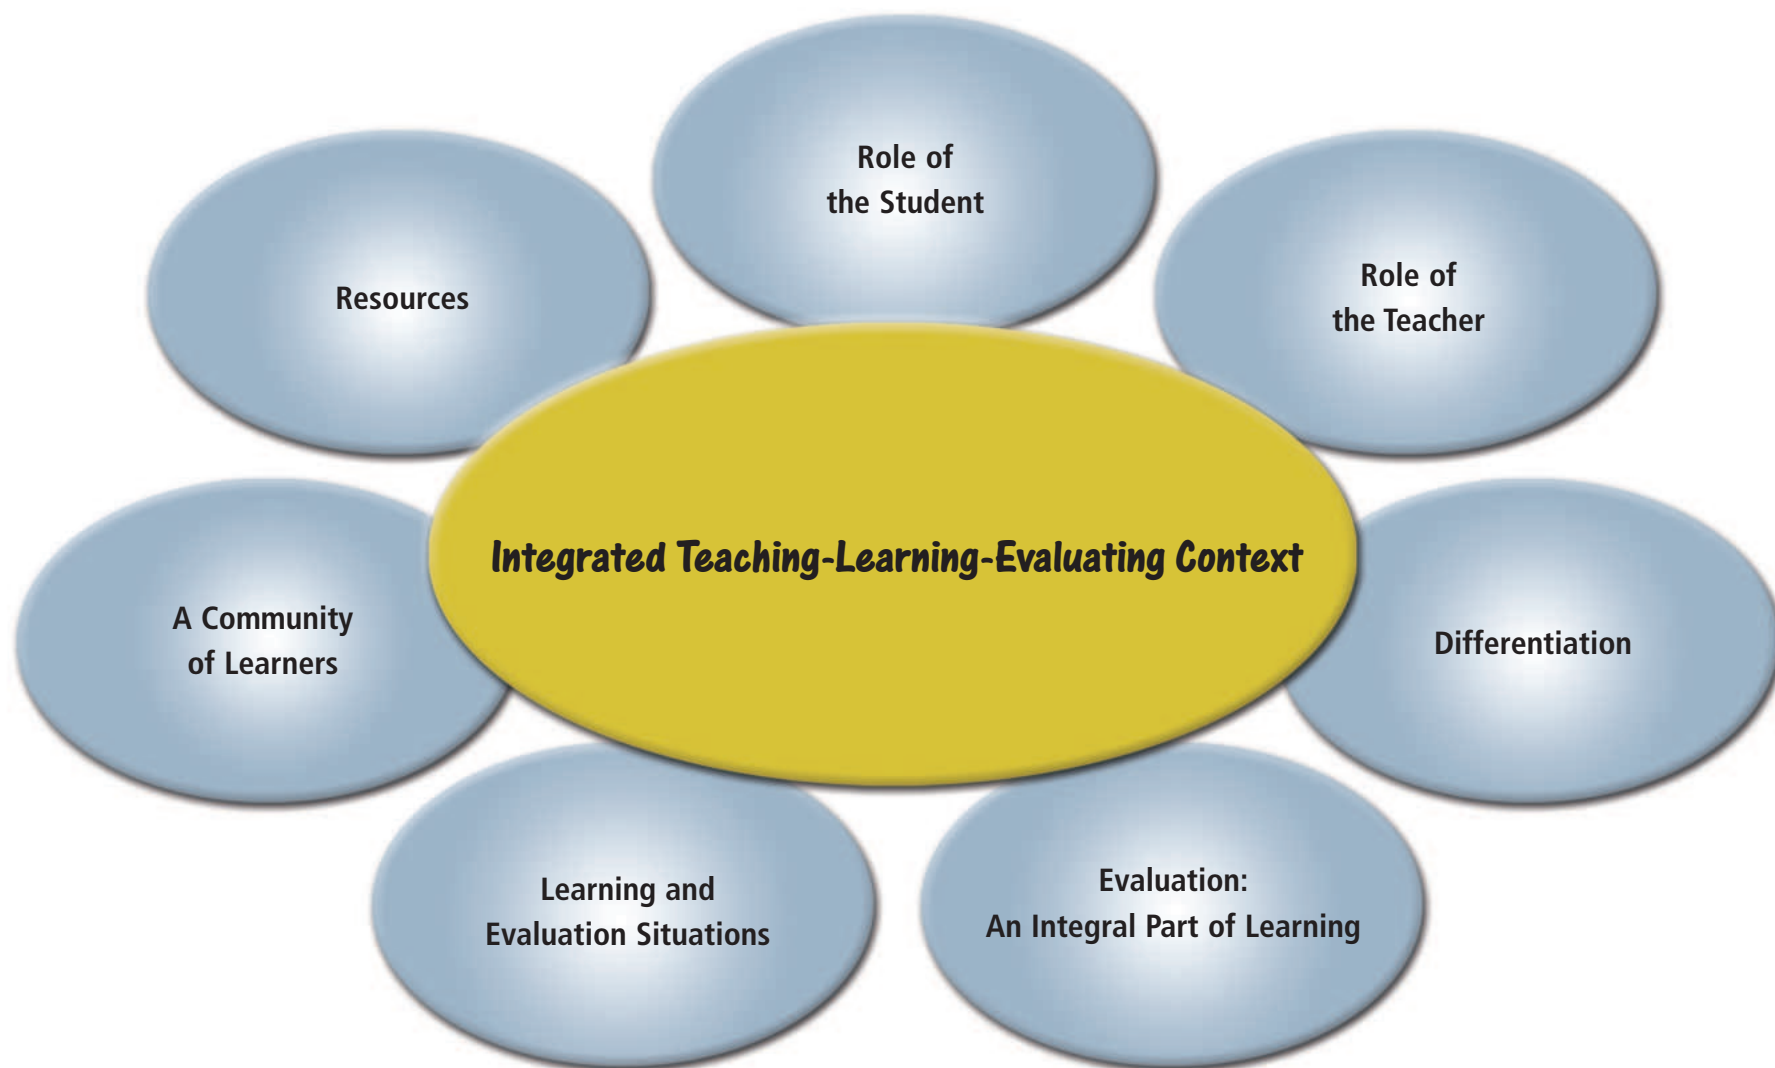 Role of
the Student
Resources
Role of
the Teacher
Integrated Teaching-Learning-Evaluating Context
A Community
of Learners
Differentiation
Learning and
Evaluation Situations
Evaluation:
An Integral Part of Learning